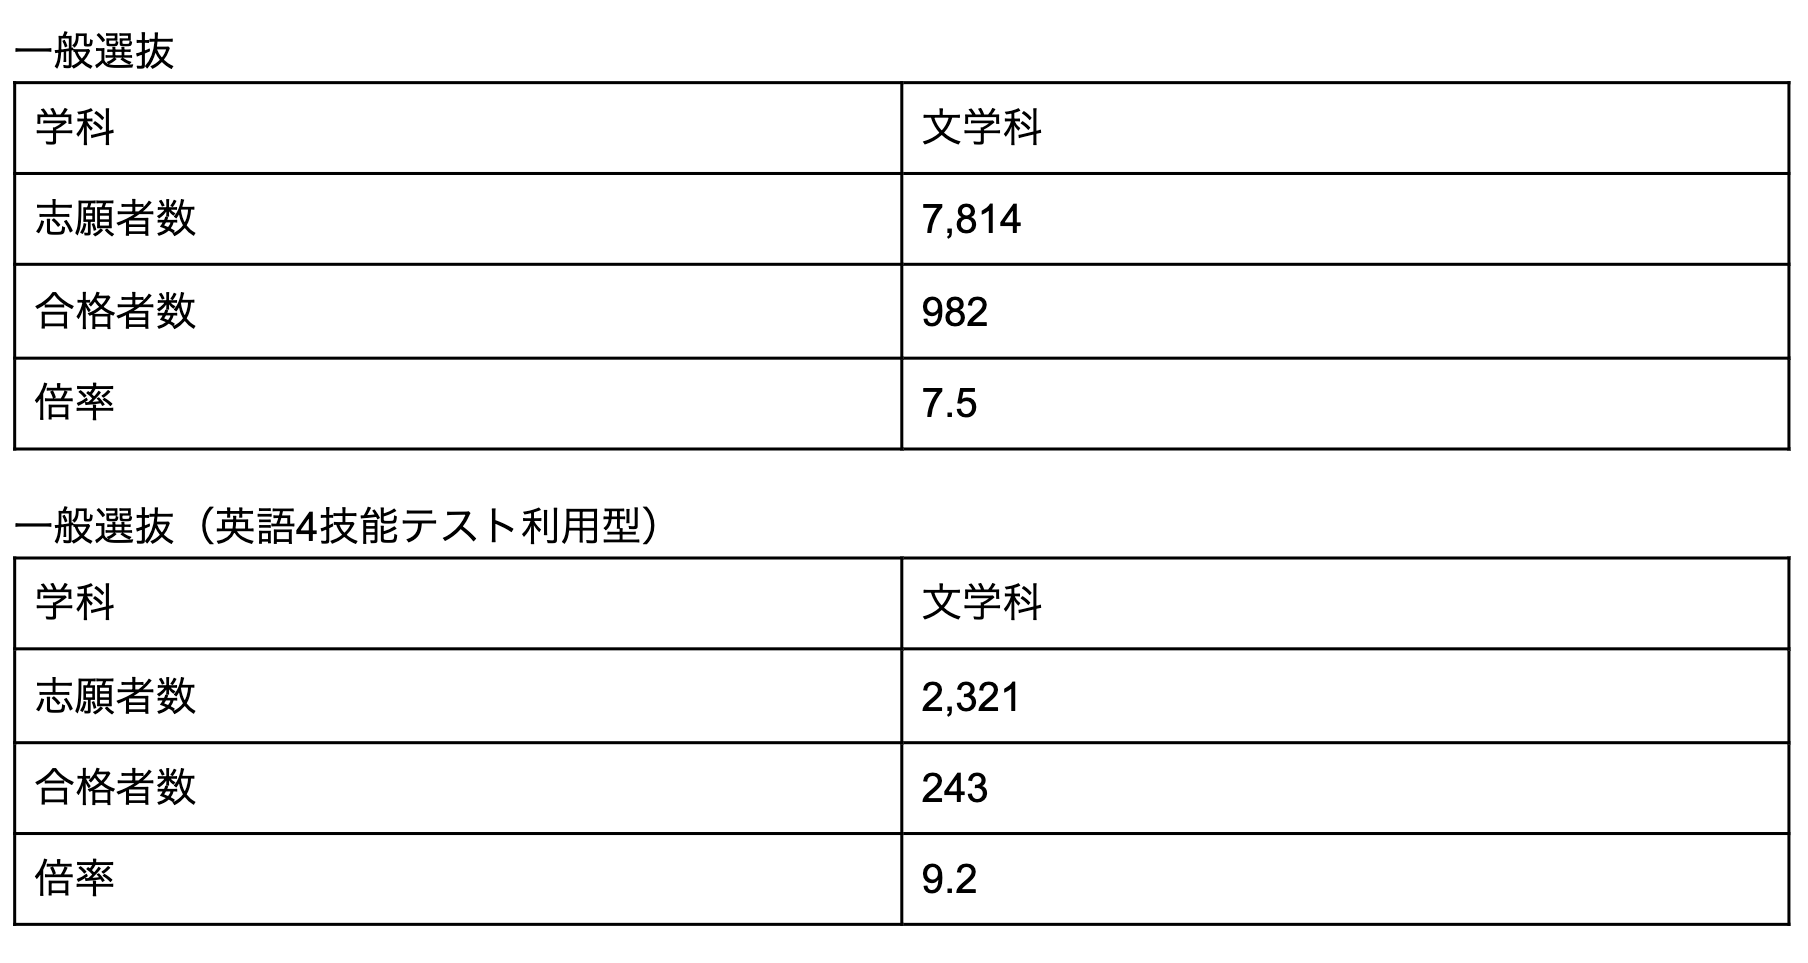 一般選抜
学科 文学科
志願者数 7,814
合格者数 982
倍率 7.5
一般選抜（英語4技能テスト利用型）
学科 文学科
志願者数 2,321
合格者数 243
倍率 9.2